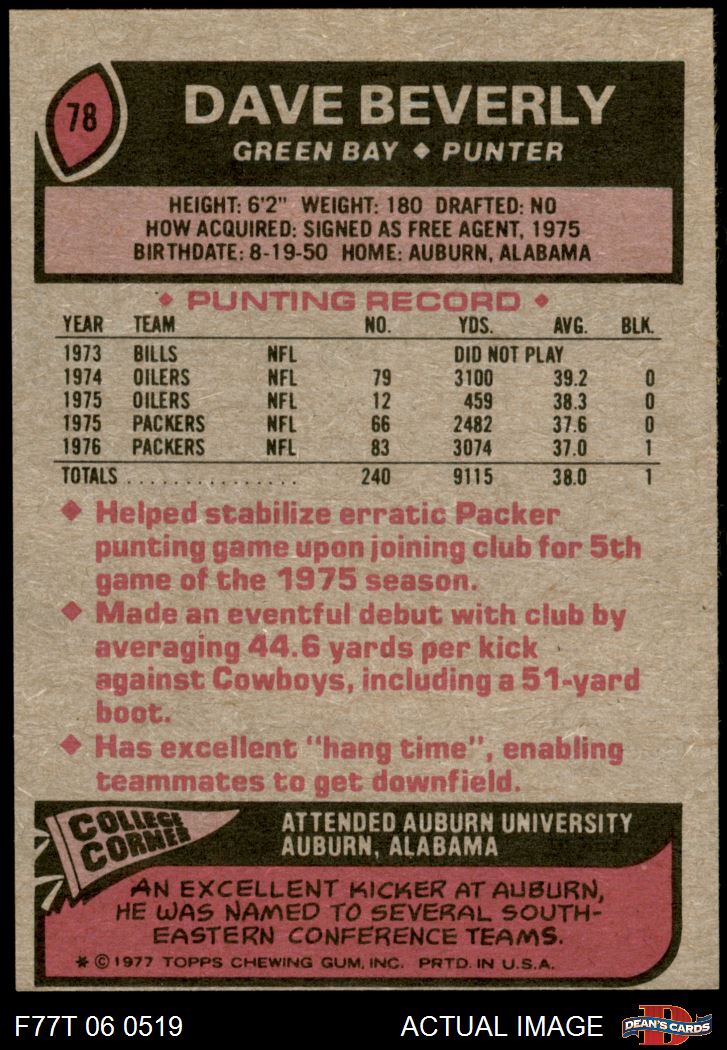 78
DAVE BEVERLY
GREEN BAY ◆ PUNTER
HEIGHT: 6'2" WEIGHT: 180 DRAFTED: NO
HOW ACQUIRED: SIGNED AS FREE AGENT, 1975
BIRTHDATE: 8-19-50 HOME: AUBURN, ALABAMA
◆ PUNTING RECORD ◆
YEAR TEAM NO. YDS. AVG. BLK.
1973 BILLS NFL DID NOT PLAY
1974 OILERS NFL 79 3100 39.2 0
1975 OILERS NFL 12 459 38.3 0
1975 PACKERS NFL 66 2482 37.6 0
1976 PACKERS NFL 83 3074 37.0 1
TOTALS . . . . . . . . . . . . . . . . 240 9115 38.0 1
◆ Helped stabilize erratic Packer
punting game upon joining club for 5th
game of the 1975 season.
◆ Made an eventful debut with club by
averaging 44.6 yards per kick
against Cowboys, including a 51-yard
boot.
◆ Has excellent "hang time", enabling
teammates to get downfield.
COLLEGE
CORNER
ATTENDED AUBURN UNIVERSITY
AUBURN, ALABAMA
AN EXCELLENT KICKER AT AUBURN,
HE WAS NAMED TO SEVERAL SOUTH-
EASTERN CONFERENCE TEAMS.
* © 1977 TOPPS CHEWING GUM, INC. PRTD. IN U.S.A.
F77T 06 0519 ACTUAL IMAGE
D
DEAN'S CARDS